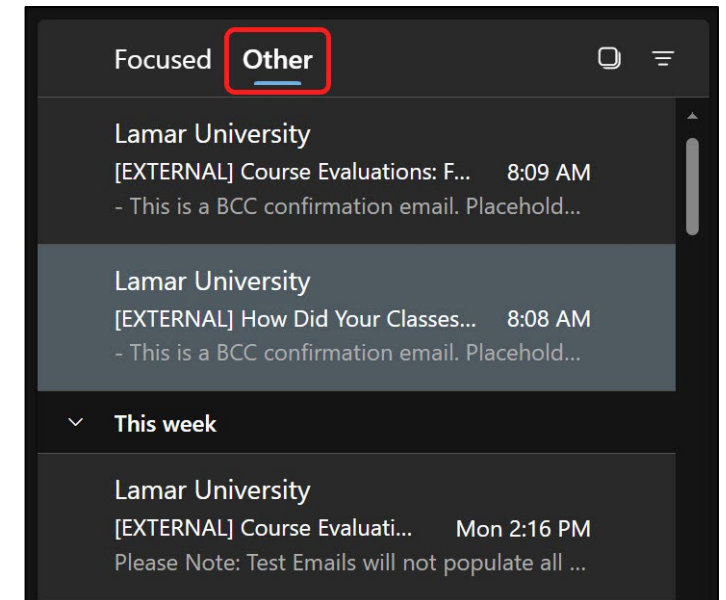 Focused Other
Lamar University
[EXTERNAL] Course Evaluations: F... 8:09 AM
- This is a BCC confirmation email. Placehold...
Lamar University
[EXTERNAL] How Did Your Classes... 8:08 AM
- This is a BCC confirmation email. Placehold...
This week
Lamar University
[EXTERNAL] Course Evaluati... Mon 2:16 PM
Please Note: Test Emails will not populate all ...